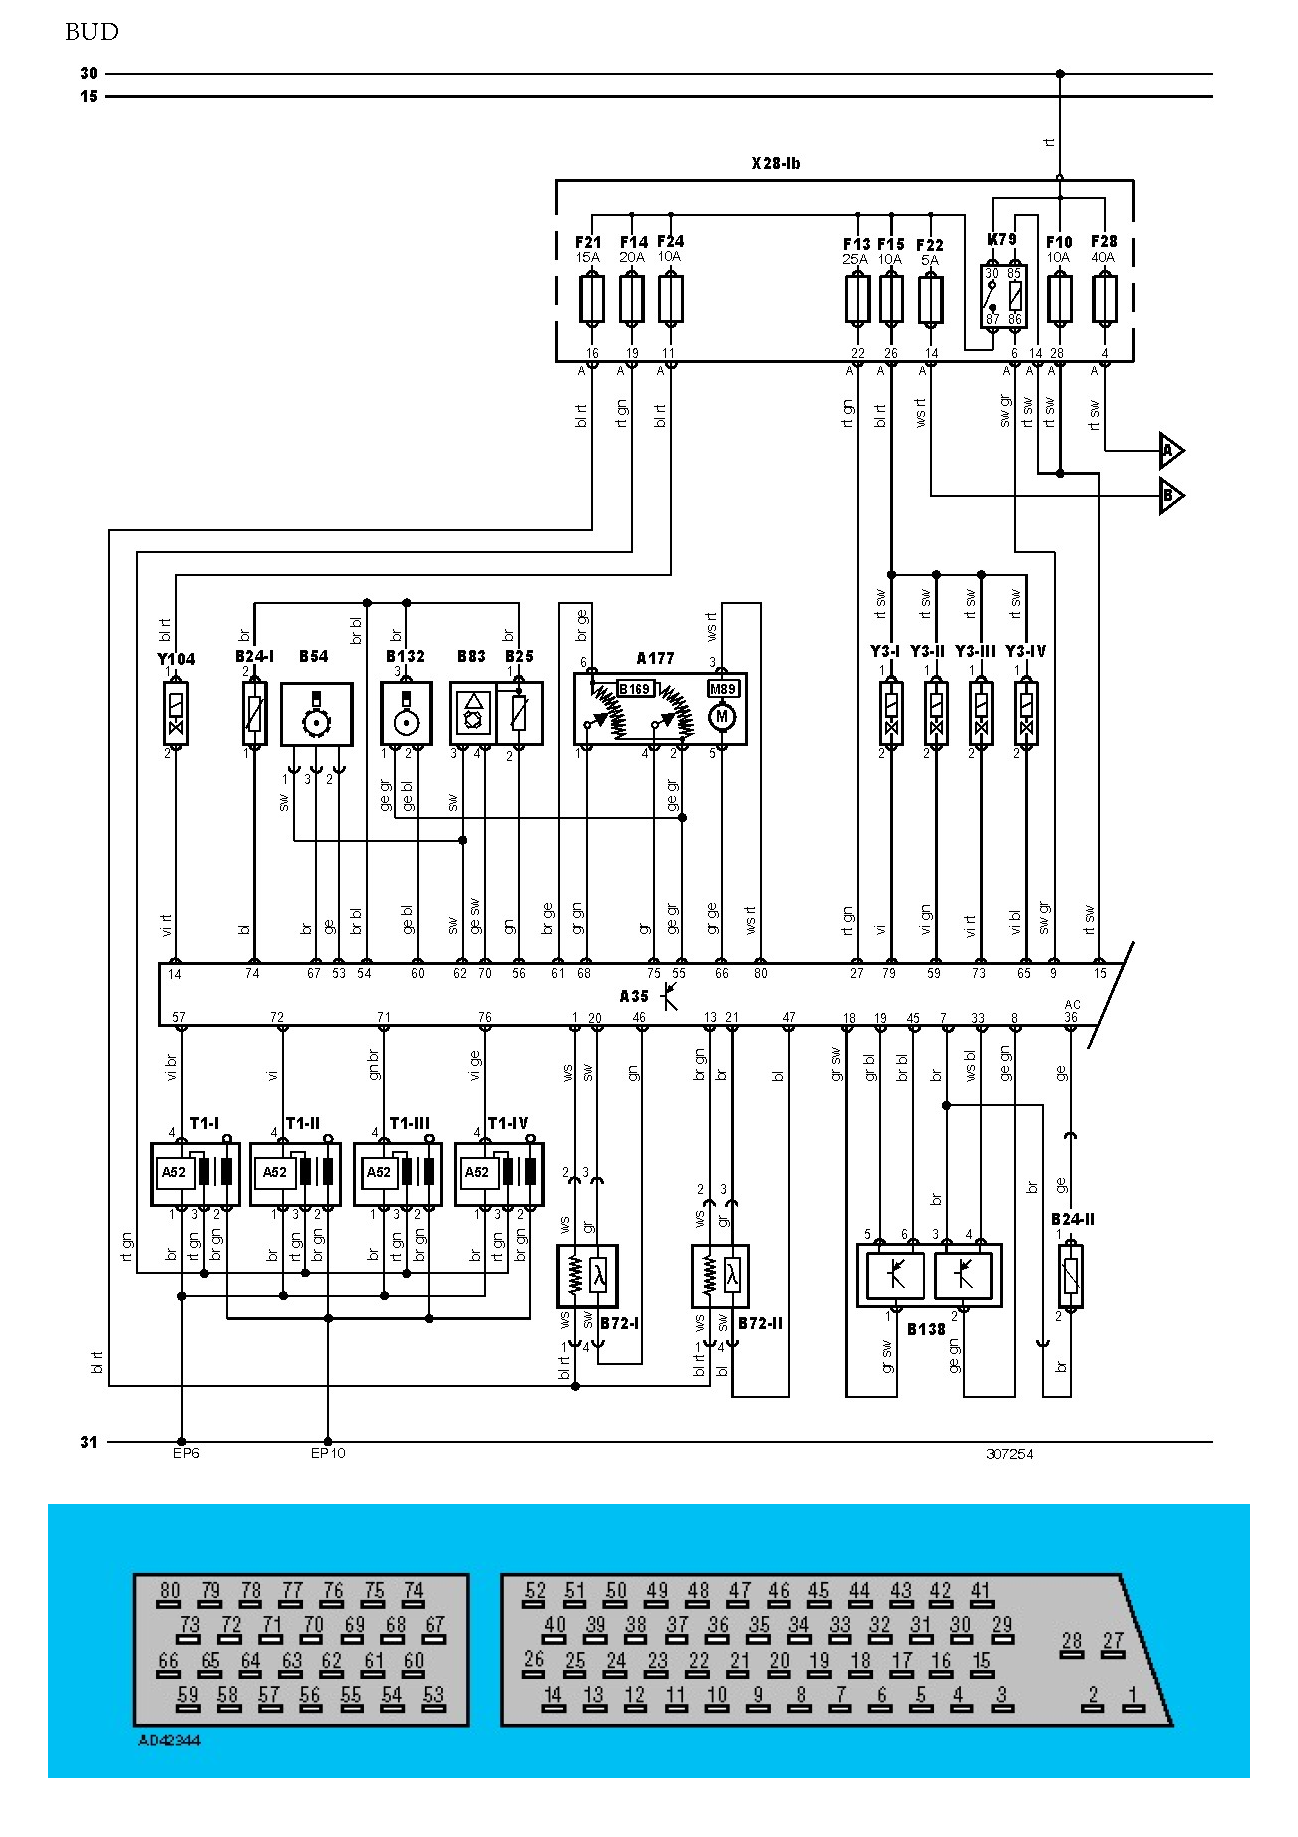 BUD
30
15
rt
X28-Ib
F21 F14 F24 F13 F15 F22 K79 F10 F28
15A 20A 10A 25A 10A 5A 10A 40A
30 85
87 86
16 19 11 22 26 14 6 14 28 4
A A A A A A A A A A
bl rt rt gn bl rt rt gn bl rt ws rt sw gr rt sw rt sw rt sw
A
B
bl rt br br bl br br br ge ws rt rt sw rt sw rt sw rt sw
Y104 B24-I B54 B132 B83 B25 A177 Y3-I Y3-II Y3-III Y3-IV
1 2 3 1 6 3 1 1 1 1
B169 M89
M
2 1 1 2 3 4 2 1 4 2 5 2 2 2 2
1 3 2
sw ge gr ge bl sw ge gr
vi rt bl br ge br bl ge bl sw ge sw gn br ge gr gn gr ge gr gr ge ws rt rt gn vi vi gn vi rt vi bl sw gr rt sw
14 74 67 53 54 60 62 70 56 61 68 75 55 66 80 27 79 59 73 65 9 15
A35
AC
57 72 71 76 1 20 46 13 21 47 18 19 45 7 33 8 36
vi br vi gn br vi ge ws sw gn br gn br bl gr sw gr bl br bl br ws bl ge gn ge
T1-I T1-II T1-III T1-IV
4 4 4 4
A52 A52 A52 A52
2 3 2 3
1 3 2 1 3 2 1 3 2 1 3 2
ws gr ws gr br br ge
B24-II
rt gn br rt gn br gn br rt gn br gn br rt gn br gn br rt gn br gn
5 6 3 4 1
λ λ
ws sw B72-I ws sw B72-II 1 2 B138 2
1 4 1 4
bl rt bl rt bl rt bl gr sw ge gn br
31
EP6 EP10 307254
80 79 78 77 76 75 74 52 51 50 49 48 47 46 45 44 43 42 41
73 72 71 70 69 68 67 40 39 38 37 36 35 34 33 32 31 30 29 28 27
66 65 64 63 62 61 60 26 25 24 23 22 21 20 19 18 17 16 15
59 58 57 56 55 54 53 14 13 12 11 10 9 8 7 6 5 4 3 2 1
AD42344